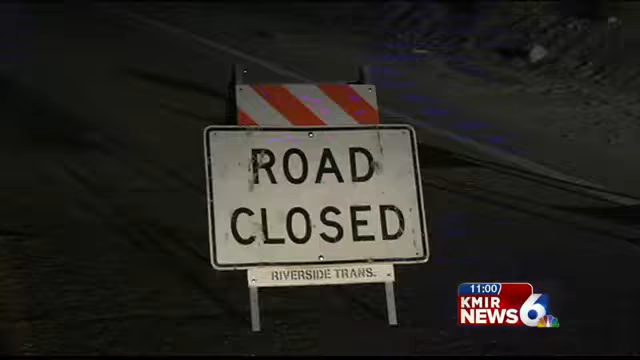 ROAD
CLOSED
RIVERSIDE TRANS.
11:00
KMIR
NEWS 6